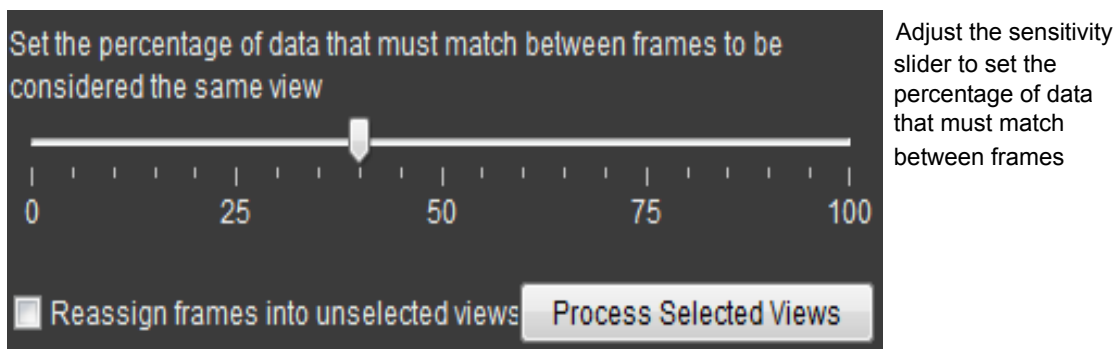 Set the percentage of data that must match between frames to be
considered the same view
0 25 50 75 100
Reassign frames into unselected views
Process Selected Views
Adjust the sensitivity
slider to set the
percentage of data
that must match
between frames